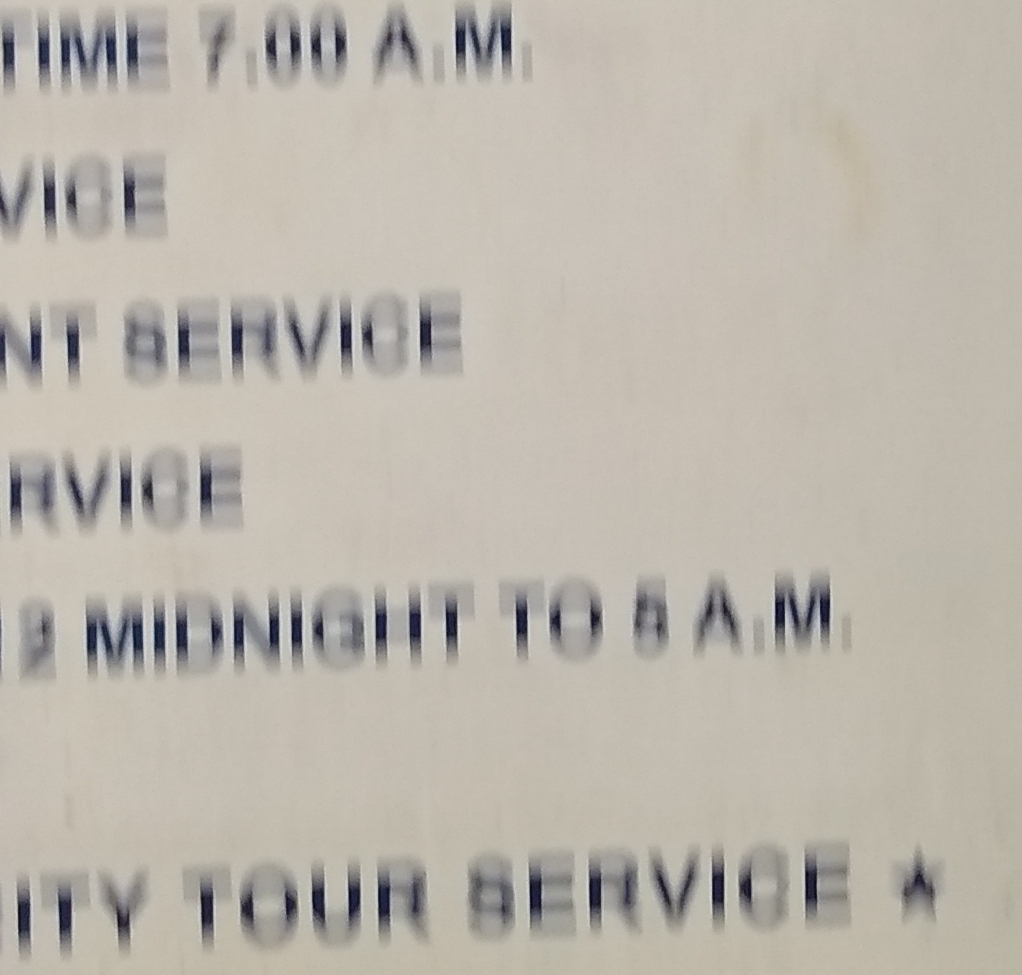 TIME 7.00 A.M.
VICE
NT SERVICE
RVICE
2 MIDNIGHT TO 5 A.M.
ITY TOUR SERVICE ★